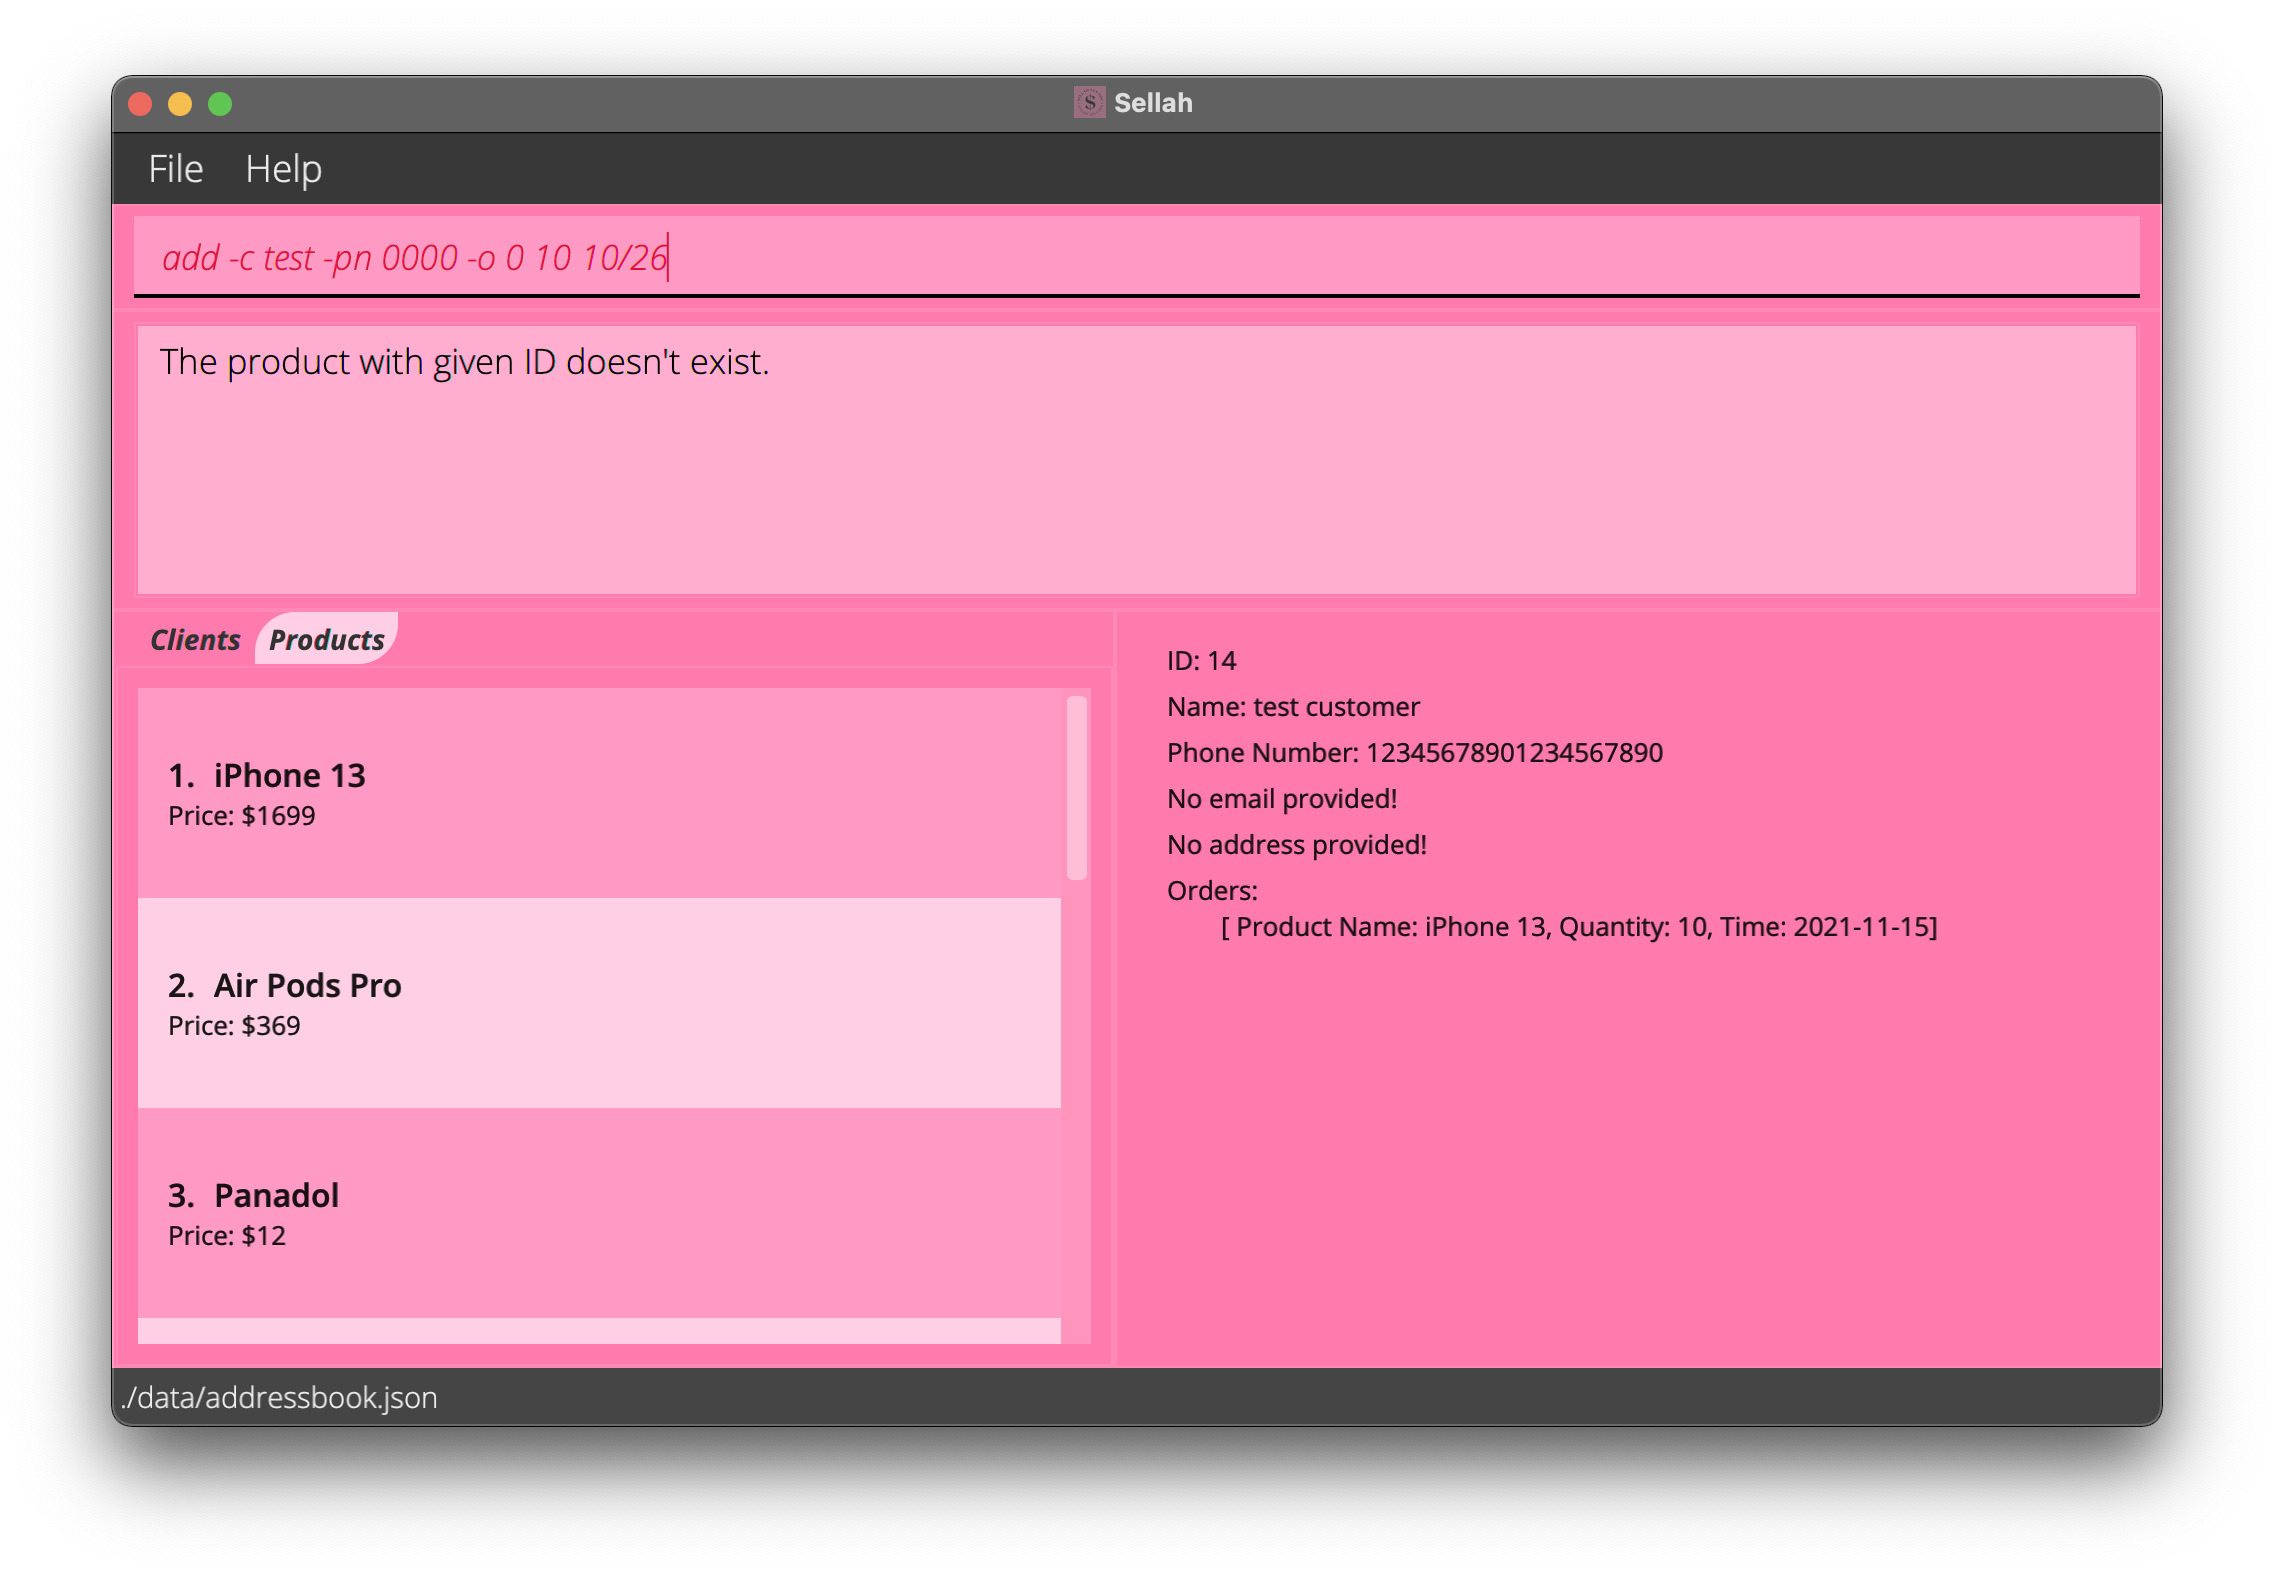 Sellah
File Help
add -c test -pn 0000 -o 0 10 10/26
The product with given ID doesn't exist.
Clients Products
1. iPhone 13
Price: $1699
2. Air Pods Pro
Price: $369
3. Panadol
Price: $12
ID: 14
Name: test customer
Phone Number: 12345678901234567890
No email provided!
No address provided!
Orders:
[ Product Name: iPhone 13, Quantity: 10, Time: 2021-11-15]
./data/addressbook.json